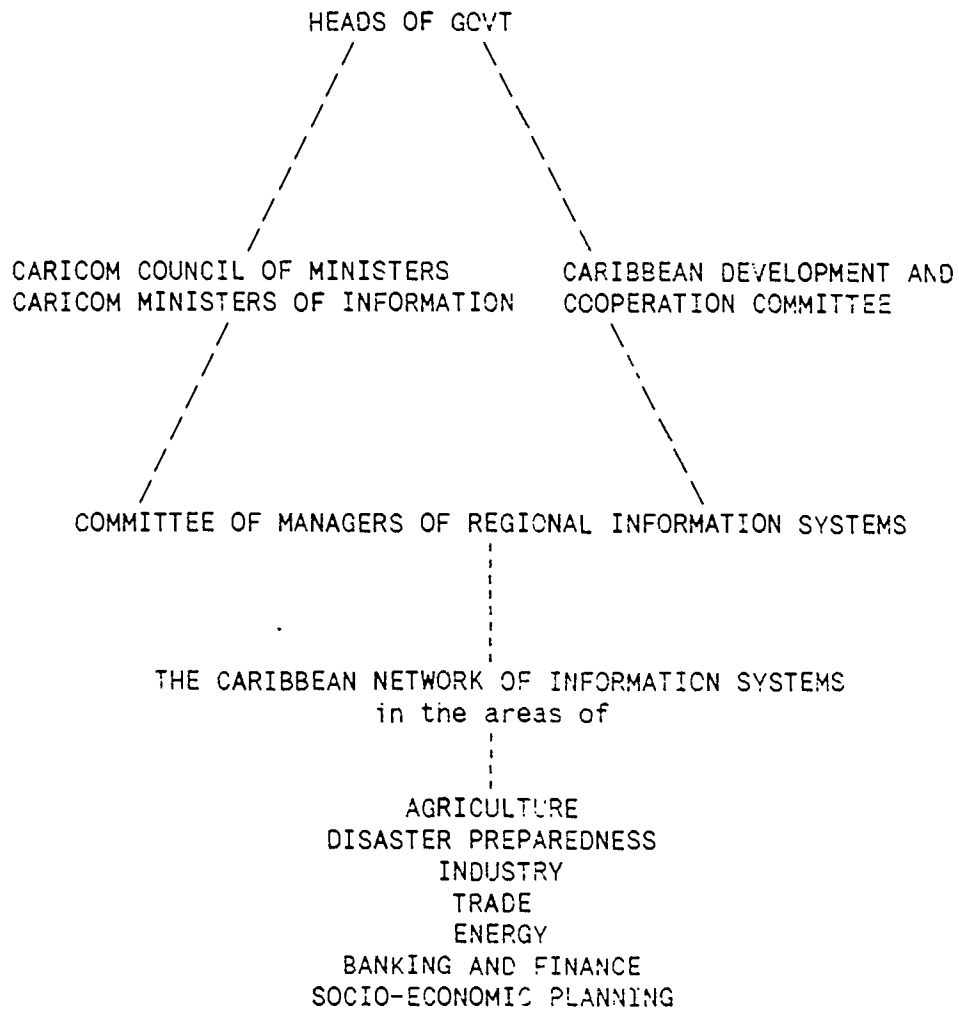 HEADS OF GOVT
CARICOM COUNCIL OF MINISTERS
CARICOM MINISTERS OF INFORMATION
CARIBBEAN DEVELOPMENT AND
COOPERATION COMMITTEE
COMMITTEE OF MANAGERS OF REGIONAL INFORMATION SYSTEMS
THE CARIBBEAN NETWORK OF INFORMATION SYSTEMS
in the areas of
AGRICULTURE
DISASTER PREPAREDNESS
INDUSTRY
TRADE
ENERGY
BANKING AND FINANCE
SOCIO-ECONOMIC PLANNING